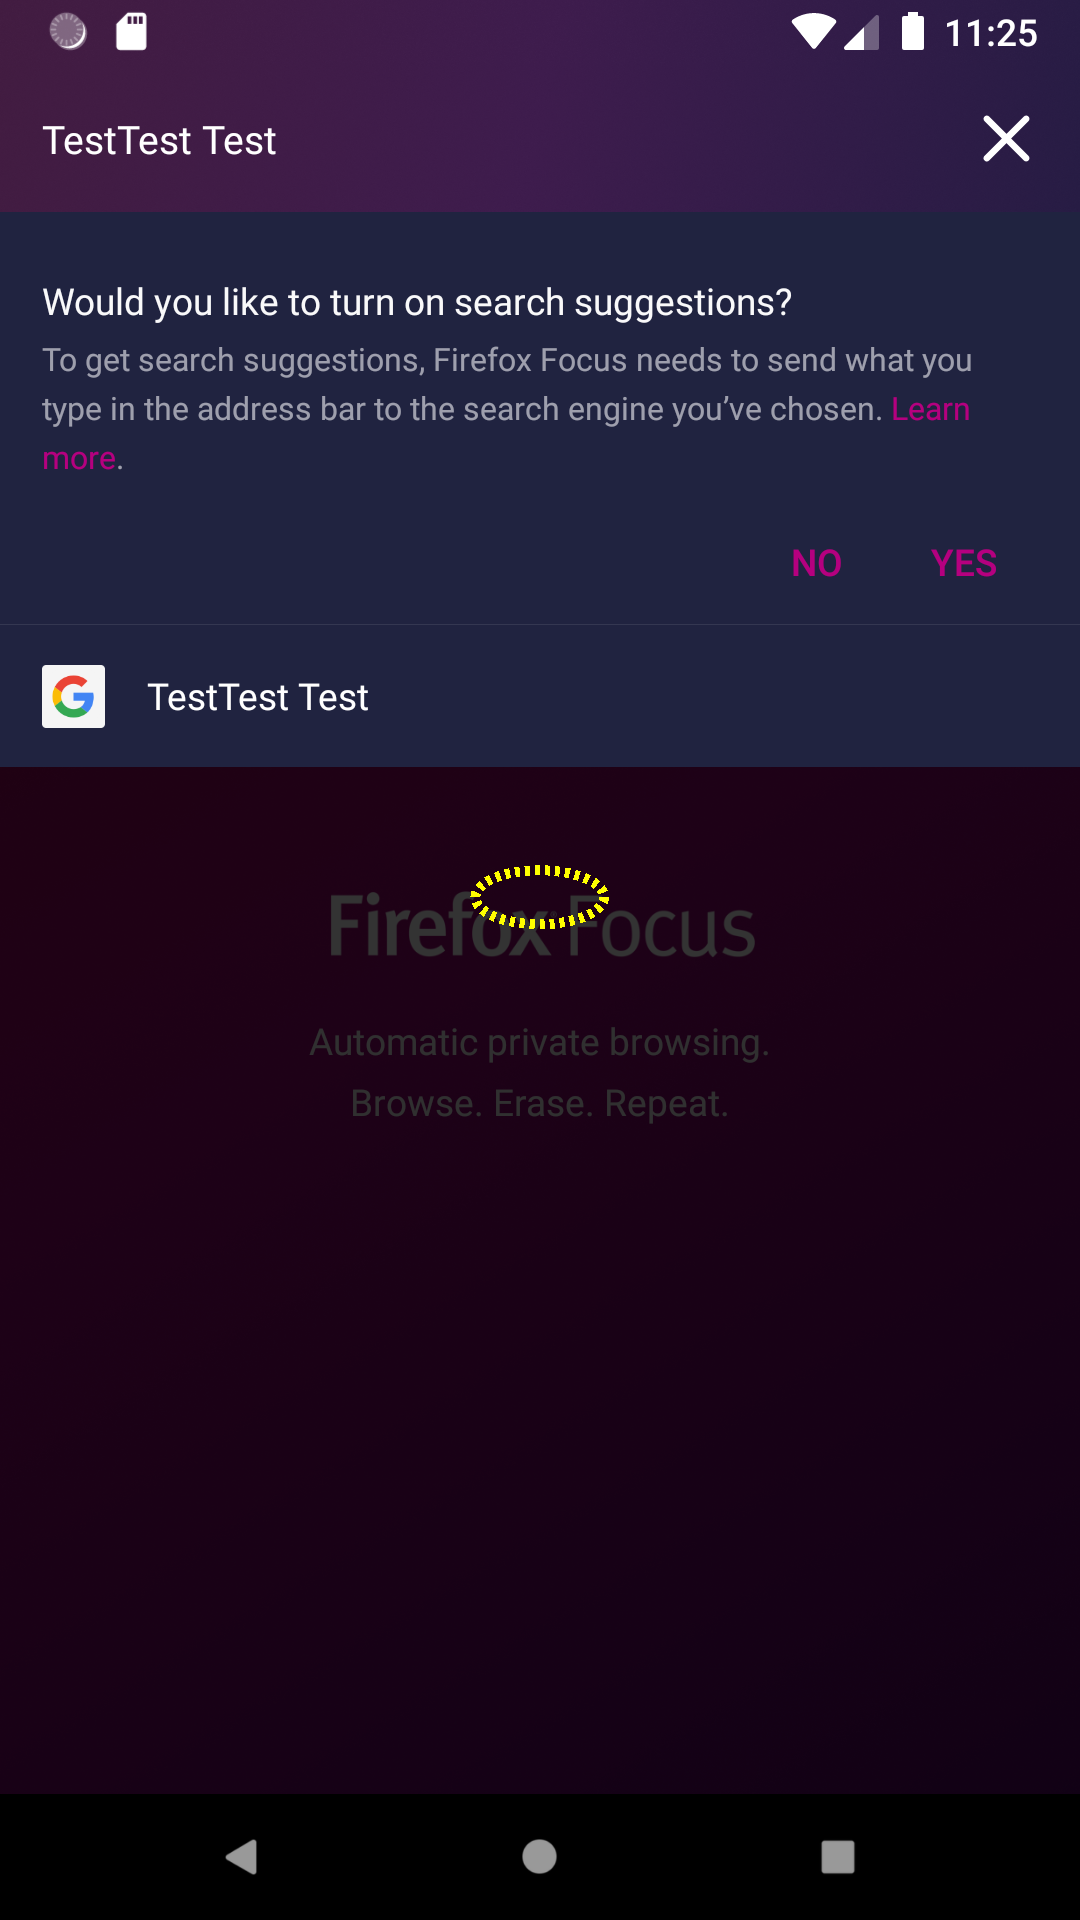 11:25
TestTest Test
Would you like to turn on search suggestions?
To get search suggestions, Firefox Focus needs to send what you
type in the address bar to the search engine you’ve chosen. Learn
more.
NO YES
TestTest Test
Firefox Focus
Automatic private browsing.
Browse. Erase. Repeat.